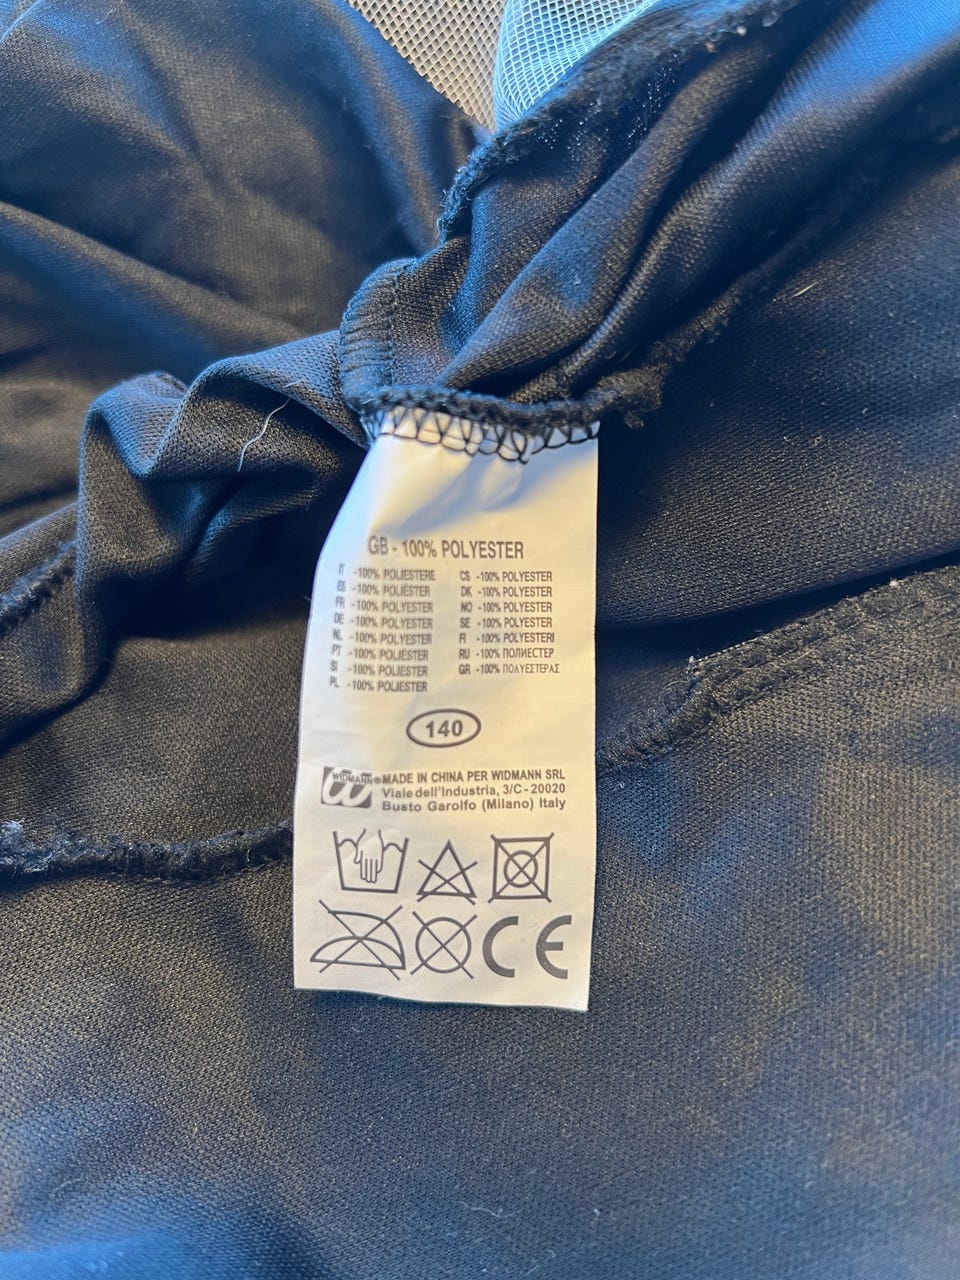 GB - 100% POLYESTER
IT -100% POLIESTERE
ES -100% POLIÉSTER
FR -100% POLYESTER
DE -100% POLYESTER
NL -100% POLYESTER
PT -100% POLIÉSTER
SI -100% POLIESTER
PL -100% POLIESTER
CS -100% POLYESTER
DK -100% POLYESTER
NO -100% POLYESTER
SE -100% POLYESTER
FI -100% POLYESTERI
RU -100% ПОЛИЕСТЕР
GR -100% ΠΟΛΥΕΣΤΕΡΑΣ
140
WIDMANN® MADE IN CHINA PER WIDMANN SRL
Viale dell'Industria, 3/C - 20020
Busto Garolfo (Milano) Italy
CE